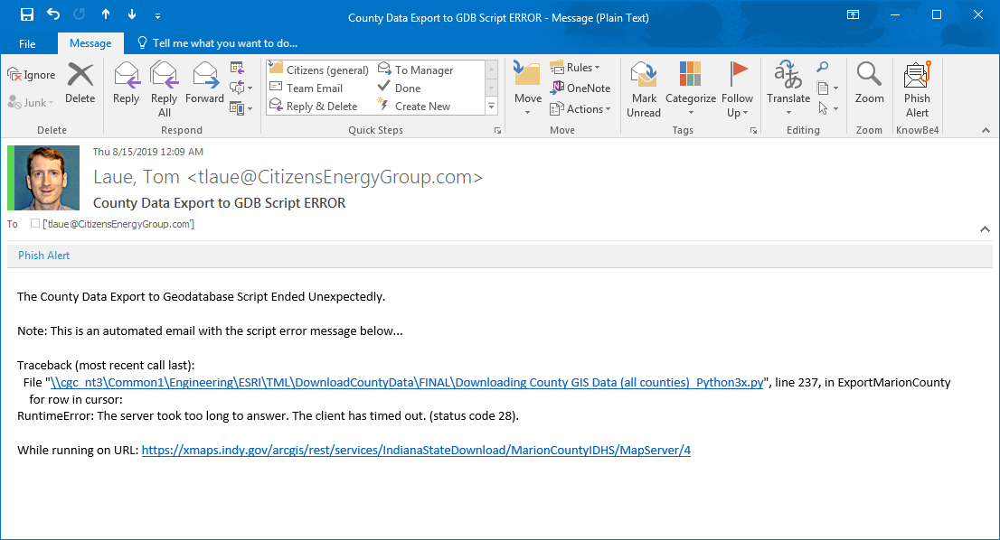 County Data Export to GDB Script ERROR - Message (Plain Text)
File Message Tell me what you want to do...
Ignore
Junk
Delete
Reply
Reply All
Forward
Citizens (general) To Manager
Team Email Done
Reply & Delete Create New
Move
Rules
OneNote
Actions
Mark Unread
Categorize
Follow Up
Translate
Zoom
Phish Alert
Delete Respond Quick Steps Move Tags Editing Zoom KnowBe4
Thu 8/15/2019 12:09 AM
Laue, Tom <tlaue@CitizensEnergyGroup.com>
County Data Export to GDB Script ERROR
To ['tlaue@CitizensEnergyGroup.com']
Phish Alert
The County Data Export to Geodatabase Script Ended Unexpectedly.
Note: This is an automated email with the script error message below...
Traceback (most recent call last):
File "\\cgc_nt3\Common1\Engineering\ESRI\TML\DownloadCountyData\FINAL\Downloading County GIS Data (all counties)_Python3x.py", line 237, in ExportMarionCounty
for row in cursor:
RuntimeError: The server took too long to answer. The client has timed out. (status code 28).
While running on URL: https://xmaps.indy.gov/arcgis/rest/services/IndianaStateDownload/MarionCountyIDHS/MapServer/4